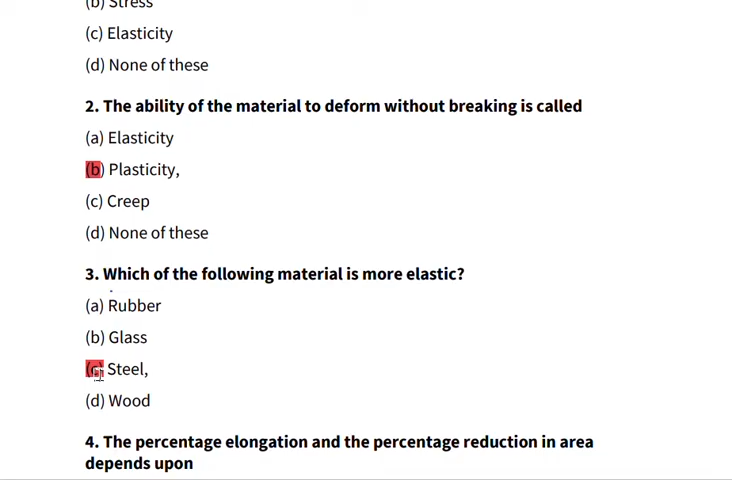 (b) Stress
(c) Elasticity
(d) None of these
2. The ability of the material to deform without breaking is called
(a) Elasticity
(b) Plasticity,
(c) Creep
(d) None of these
3. Which of the following material is more elastic?
(a) Rubber
(b) Glass
(c) Steel,
(d) Wood
4. The percentage elongation and the percentage reduction in area
depends upon